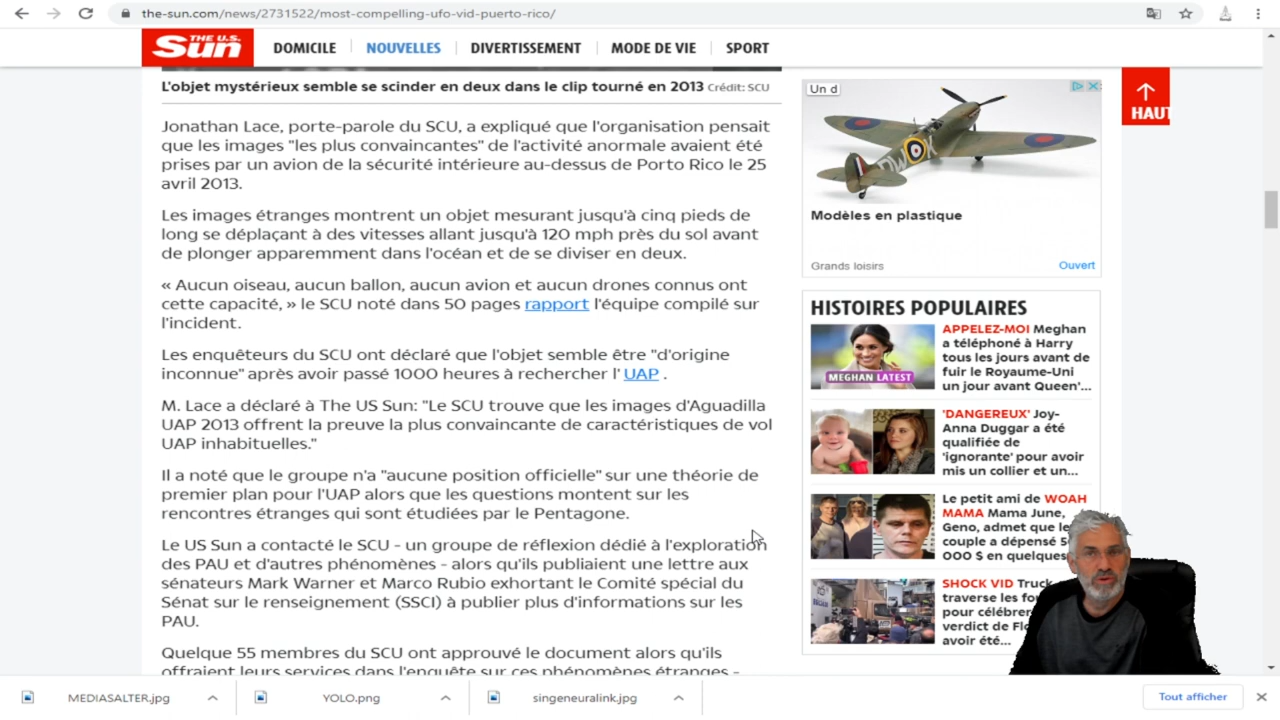 the-sun.com/news/2731522/most-compelling-ufo-vid-puerto-rico/
THE U.S. Sun
DOMICILE
NOUVELLES
DIVERTISSEMENT
MODE DE VIE
SPORT
L'objet mystérieux semble se scinder en deux dans le clip tourné en 2013 Crédit: SCU
Jonathan Lace, porte-parole du SCU, a expliqué que l'organisation pensait
que les images "les plus convaincantes" de l'activité anormale avaient été
prises par un avion de la sécurité intérieure au-dessus de Porto Rico le 25
avril 2013.
Les images étranges montrent un objet mesurant jusqu'à cinq pieds de
long se déplaçant à des vitesses allant jusqu'à 120 mph près du sol avant
de plonger apparemment dans l'océan et de se diviser en deux.
« Aucun oiseau, aucun ballon, aucun avion et aucun drones connus ont
cette capacité, » le SCU noté dans 50 pages rapport l'équipe compilé sur
l'incident.
Les enquêteurs du SCU ont déclaré que l'objet semble être "d'origine
inconnue" après avoir passé 1000 heures à rechercher l' UAP .
M. Lace a déclaré à The US Sun: "Le SCU trouve que les images d'Aguadilla
UAP 2013 offrent la preuve la plus convaincante de caractéristiques de vol
UAP inhabituelles."
Il a noté que le groupe n'a "aucune position officielle" sur une théorie de
premier plan pour l'UAP alors que les questions montent sur les
rencontres étranges qui sont étudiées par le Pentagone.
Le US Sun a contacté le SCU - un groupe de réflexion dédié à l'exploration
des PAU et d'autres phénomènes - alors qu'ils publiaient une lettre aux
sénateurs Mark Warner et Marco Rubio exhortant le Comité spécial du
Sénat sur le renseignement (SSCI) à publier plus d'informations sur les
PAU.
Quelque 55 membres du SCU ont approuvé le document alors qu'ils
offraient leurs services dans l'enquête sur ces phénomènes étranges -
Un d
Modèles en plastique
Grands loisirs
Ouvert
HAUT
HISTOIRES POPULAIRES
MEGHAN LATEST
APPELEZ-MOI Meghan
a téléphoné à Harry
tous les jours avant de
fuir le Royaume-Uni
un jour avant Queen'...
'DANGEREUX' Joy-
Anna Duggar a été
qualifiée de
'ignorante' pour avoir
mis un collier et un...
Le petit ami de WOAH
MAMA Mama June,
Geno, admet que le
couple a dépensé
000 $ en quelques
SHOCK VID Truck
traverse les
pour célébrer
verdict de
avoir été...
MEDIASALTER.jpg
YOLO.png
singeneuralink.jpg
Tout afficher